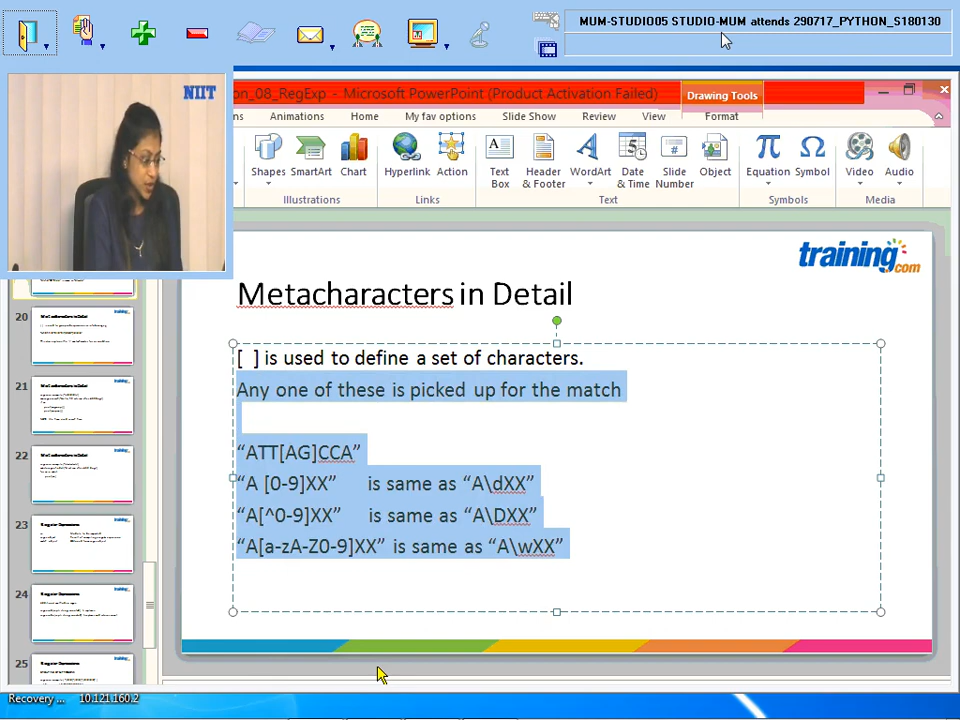 MUM-STUDIO05 STUDIO-MUM attends 290717_PYTHON_S180130
NIIT
on_08_RegExp - Microsoft PowerPoint (Product Activation Failed)
Drawing Tools
ns Animations Home My fav options Slide Show Review View Format
Shapes SmartArt Chart Hyperlink Action Text Box Header & Footer WordArt Date & Time Slide Number Object Equation Symbol Video Audio
Illustrations Links Text Symbols Media
training.com
Metacharacters in Detail
[ ] is used to define a set of characters.
Any one of these is picked up for the match
“ATT[AG]CCA”
“A [0-9]XX” is same as “A\dXX”
“A[^0-9]XX” is same as “A\DXX”
“A[a-zA-Z0-9]XX” is same as “A\wXX”
20
21
22
23
24
25
Recovery ... 10.121.160.2